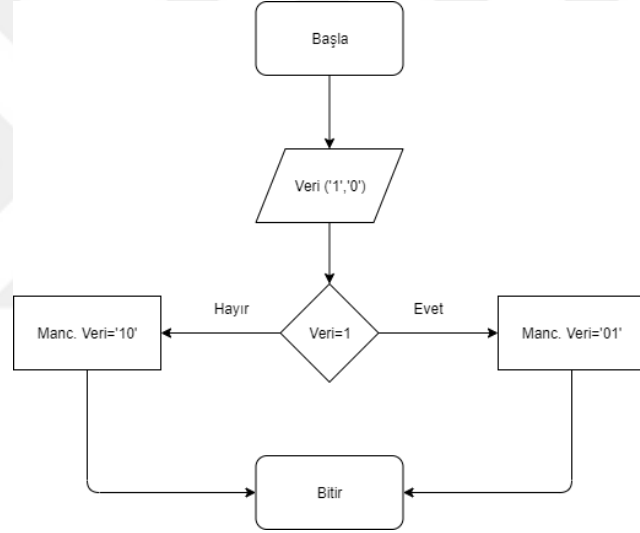 Başla
Veri ('1','0')
Hayır
Evet
Manc. Veri='10'
Veri=1
Manc. Veri='01'
Bitir